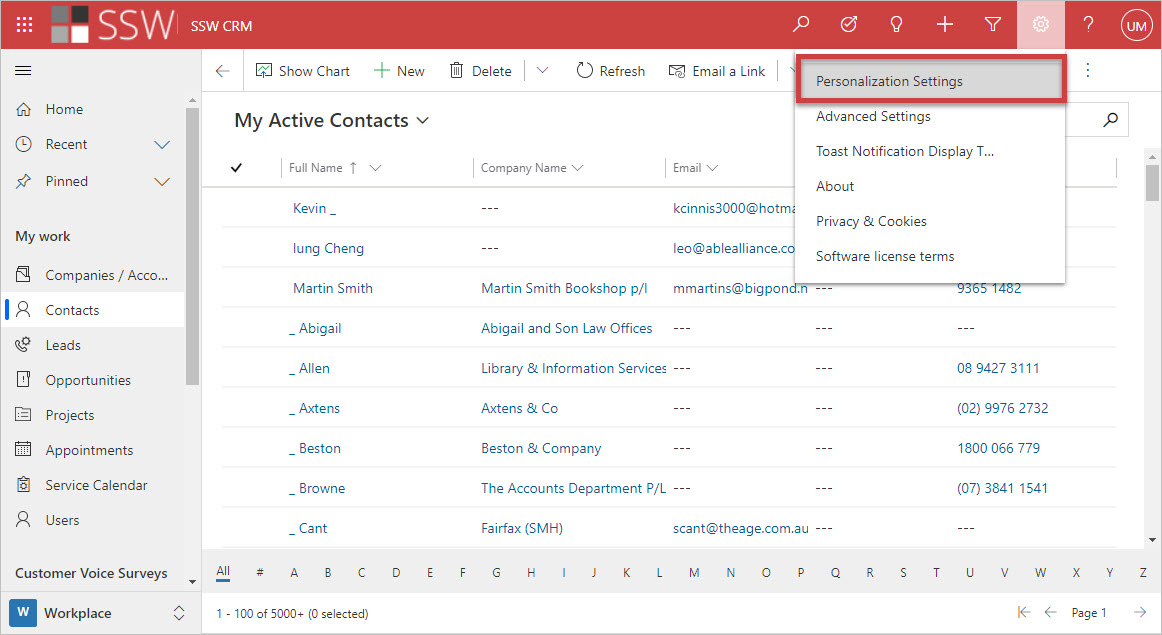 SSW SSW CRM ? UM
Show Chart New Delete Refresh Email a Link
Personalization Settings
Advanced Settings
Toast Notification Display T...
About
Privacy & Cookies
Software license terms
Home
Recent
Pinned
My work
Companies / Acco...
Contacts
Leads
Opportunities
Projects
Appointments
Service Calendar
Users
Customer Voice Surveys
W Workplace
My Active Contacts
Full Name ↑ Company Name Email
Kevin _ --- kcinnis3000@hotma
Iung Cheng --- leo@ablealliance.co
Martin Smith Martin Smith Bookshop p/l mmartins@bigpond.n --- 9365 1482
_ Abigail Abigail and Son Law Offices --- --- ---
_ Allen Library & Information Services --- --- 08 9427 3111
_ Axtens Axtens & Co --- --- (02) 9976 2732
_ Beston Beston & Company --- --- 1800 066 779
_ Browne The Accounts Department P/L --- --- (07) 3841 1541
_ Cant Fairfax (SMH) scant@theage.com.au --- ---
All # A B C D E F G H I J K L M N O P Q R S T U V W X Y Z
1 - 100 of 5000+ (0 selected) Page 1